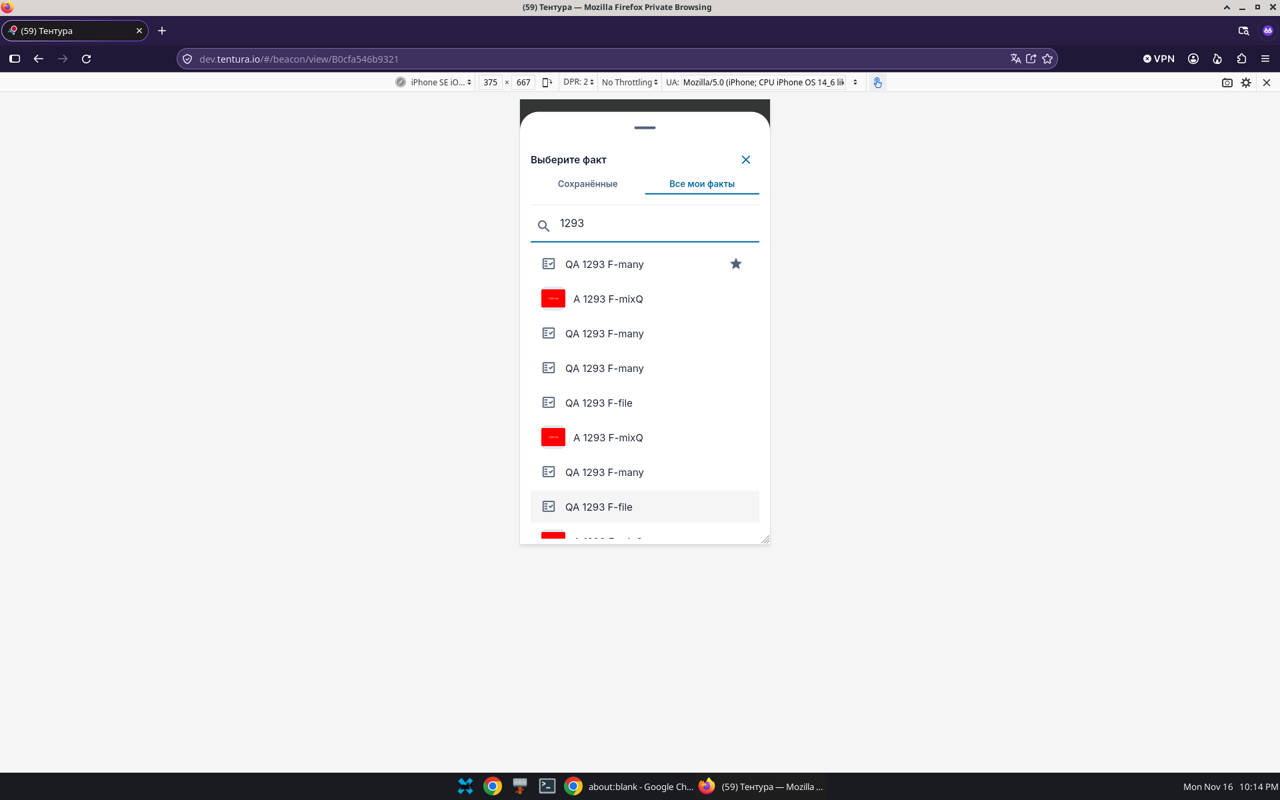 (59) Тентура — Mozilla Firefox Private Browsing
(59) Тентура
dev.tentura.io/#/beacon/view/B0cfa546b9321
VPN
iPhone SE iO... 375 × 667 DPR: 2 No Throttling UA: Mozilla/5.0 (iPhone; CPU iPhone OS 14_6 lik
Выберите факт
Сохранённые Все мои факты
1293
QA 1293 F-many
A 1293 F-mixQ
QA 1293 F-many
QA 1293 F-many
QA 1293 F-file
A 1293 F-mixQ
QA 1293 F-many
QA 1293 F-file
about:blank - Google Ch... (59) Тентура — Mozilla ... Mon Nov 16 10:14 PM